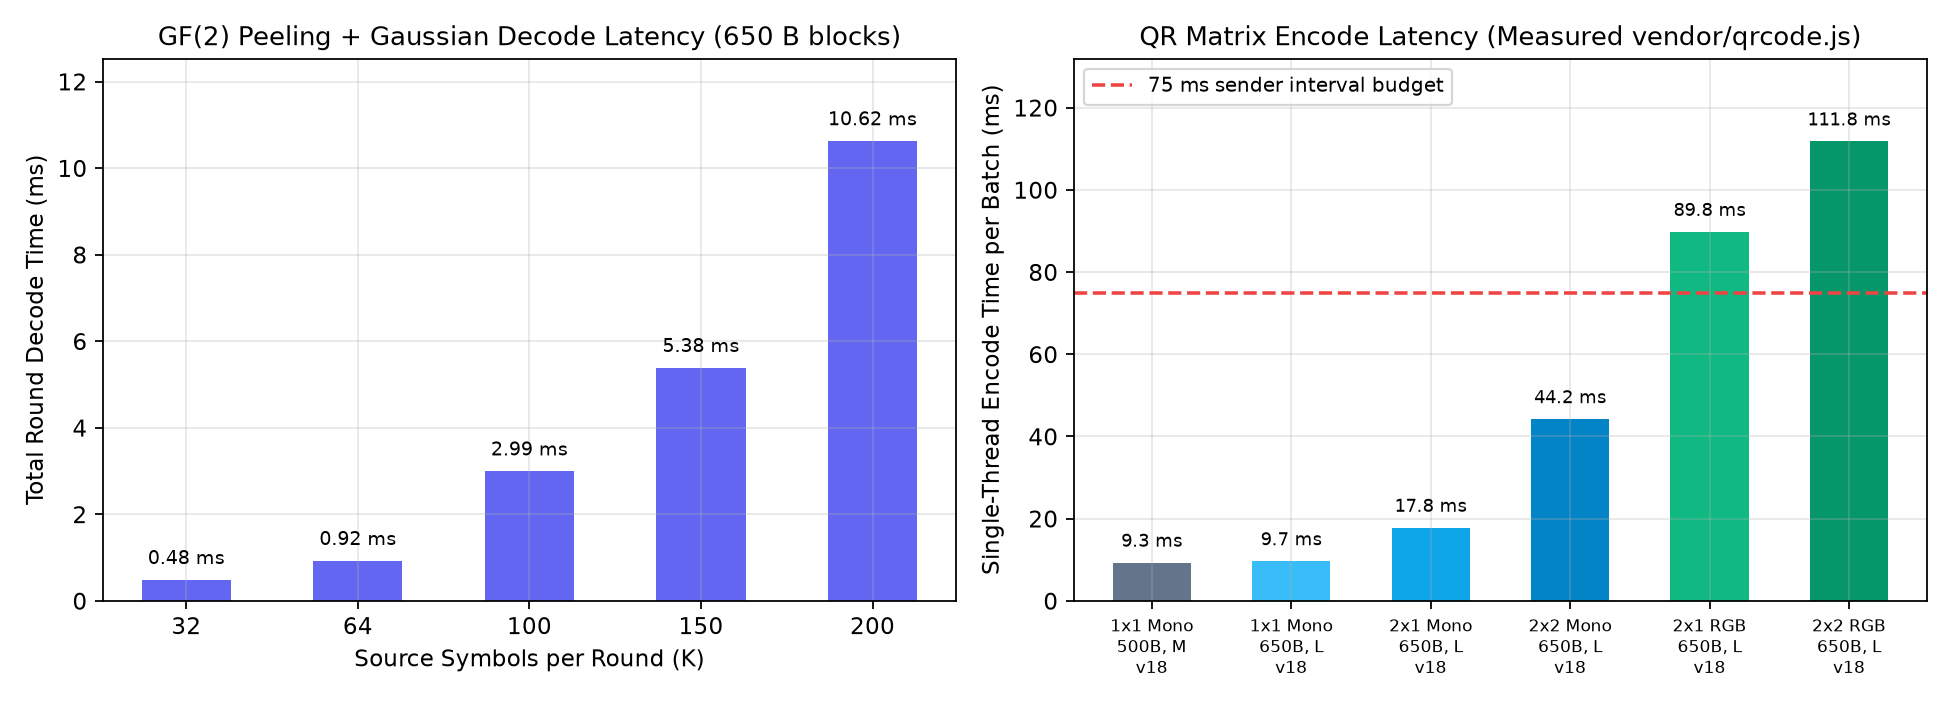 GF(2) Peeling + Gaussian Decode Latency (650 B blocks)
Total Round Decode Time (ms)
12
10
8
6
4
2
0
0.48 ms
0.92 ms
2.99 ms
5.38 ms
10.62 ms
32
64
100
150
200
Source Symbols per Round (K)
QR Matrix Encode Latency (Measured vendor/qrcode.js)
75 ms sender interval budget
Single-Thread Encode Time per Batch (ms)
120
100
80
60
40
20
0
9.3 ms
9.7 ms
17.8 ms
44.2 ms
89.8 ms
111.8 ms
1x1 Mono
500B, M
v18
1x1 Mono
650B, L
v18
2x1 Mono
650B, L
v18
2x2 Mono
650B, L
v18
2x1 RGB
650B, L
v18
2x2 RGB
650B, L
v18